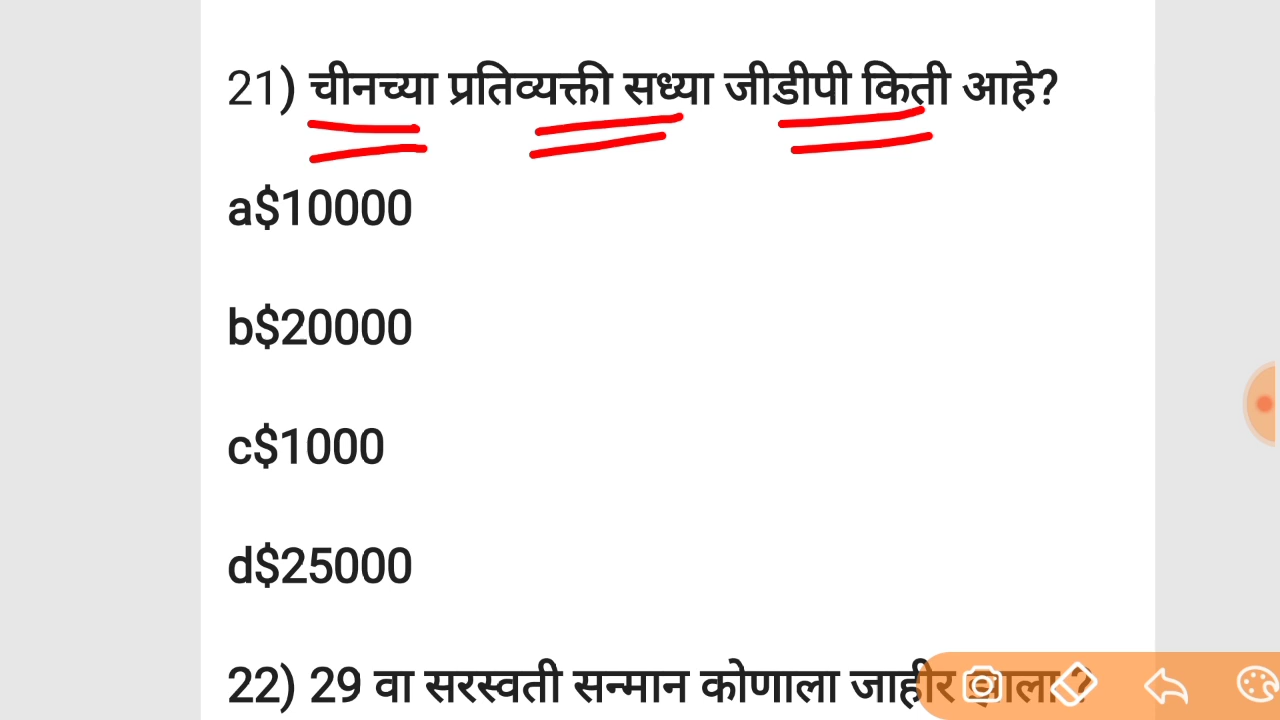 21) चीनच्या प्रतिव्यक्ती सध्या जीडीपी किती आहे?
a$10000
b$20000
c$1000
d$25000
22) 29 वा सरस्वती सन्मान कोणाला जाहीर झाला ?